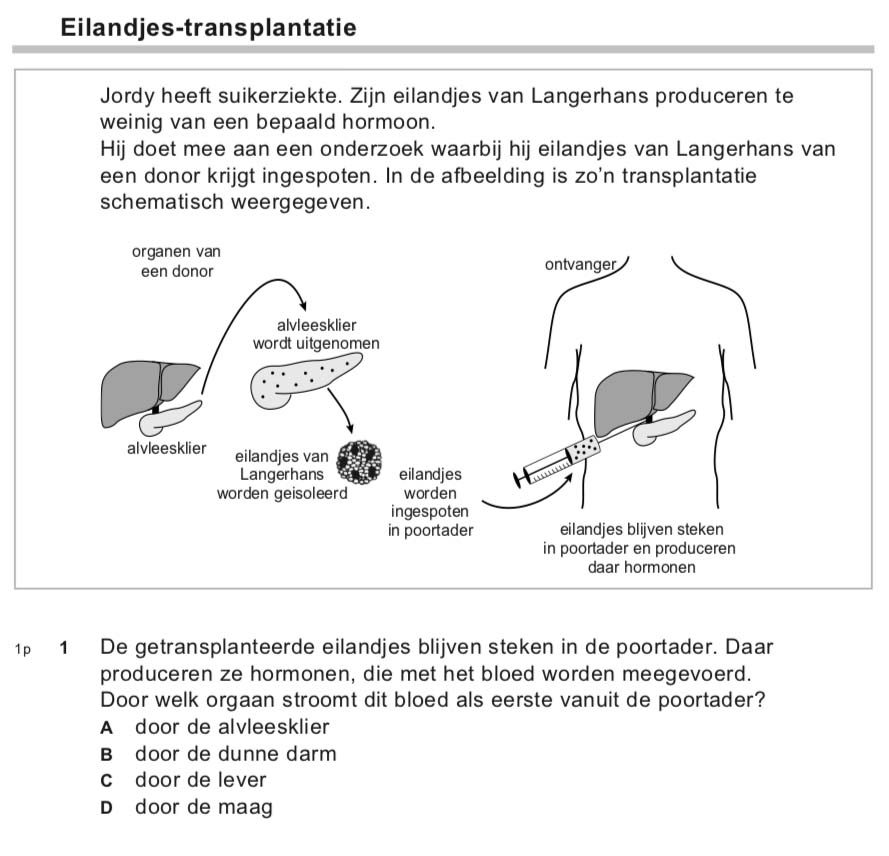 Eilandjes-transplantatie
Jordy heeft suikerziekte. Zijn eilandjes van Langerhans produceren te
weinig van een bepaald hormoon.
Hij doet mee aan een onderzoek waarbij hij eilandjes van Langerhans van
een donor krijgt ingespoten. In de afbeelding is zo'n transplantatie
schematisch weergegeven.
organen van
een donor
alvleesklier
wordt uitgenomen
alvleesklier
eilandjes van
Langerhans
worden geisoleerd
eilandjes
worden
ingespoten
in poortader
ontvanger
eilandjes blijven steken
in poortader en produceren
daar hormonen
1p 1 De getransplanteerde eilandjes blijven steken in de poortader. Daar
produceren ze hormonen, die met het bloed worden meegevoerd.
Door welk orgaan stroomt dit bloed als eerste vanuit de poortader?
A door de alvleesklier
B door de dunne darm
C door de lever
D door de maag